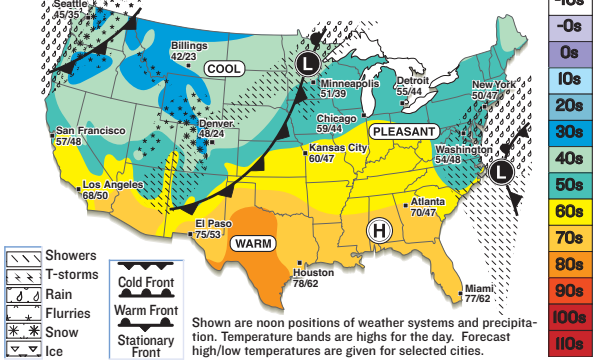 Seattle
45/35
Billings
42/23
COOL
L
Minneapolis
51/39
Detroit
55/44
New York
50/47
San Francisco
57/48
Denver
48/24
Chicago
59/44
PLEASANT
Kansas City
60/47
Washington
54/48
L
Los Angeles
68/50
Atlanta
70/47
El Paso
75/53
WARM
H
Houston
78/62
Miami
77/62
Showers
T-storms
Rain
Flurries
Snow
Ice
Cold Front
Warm Front
Stationary
Front
Shown are noon positions of weather systems and precipita-
tion. Temperature bands are highs for the day. Forecast
high/low temperatures are given for selected cities.
-10s
-0s
0s
10s
20s
30s
40s
50s
60s
70s
80s
90s
100s
110s